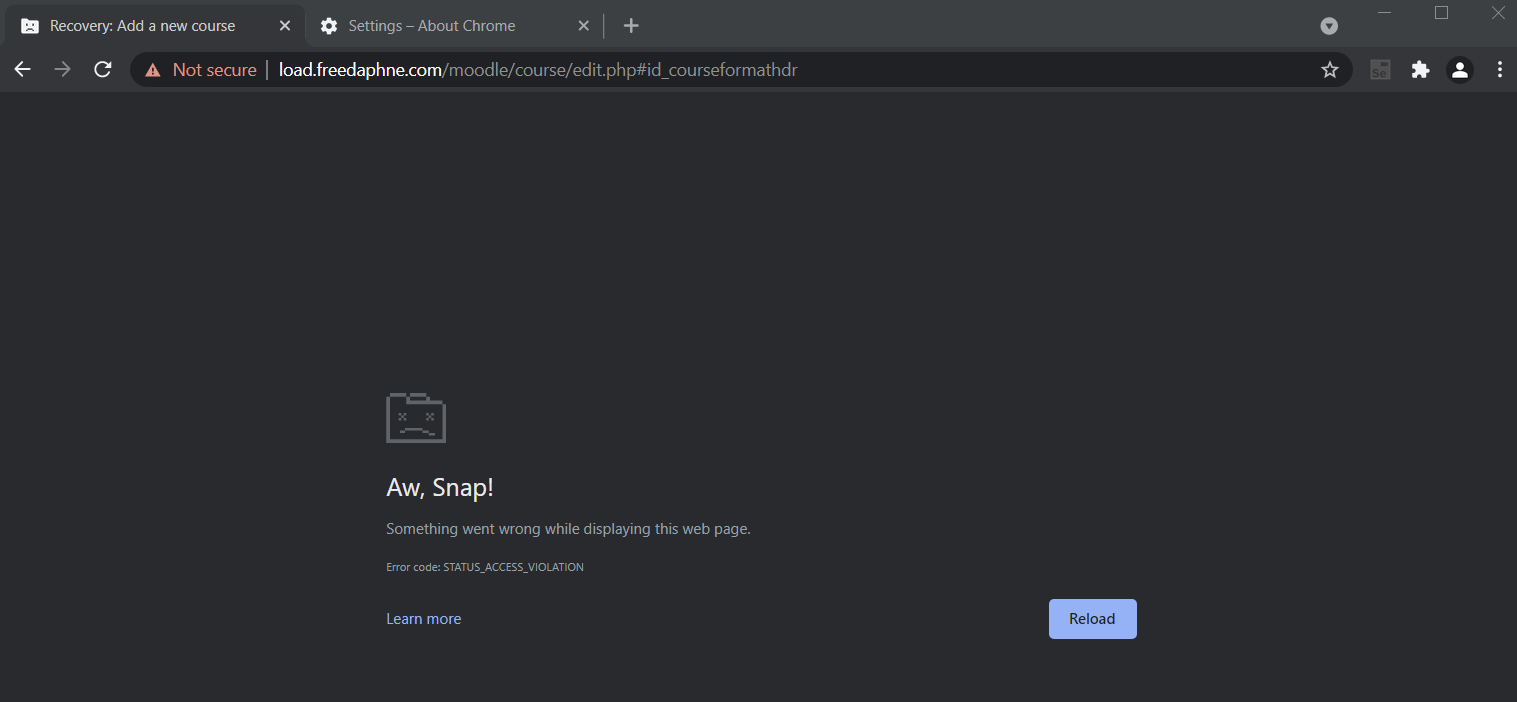 Recovery: Add a new course
Settings – About Chrome
Not secure load.freedaphne.com/moodle/course/edit.php#id_courseformathdr
Se
Aw, Snap!
Something went wrong while displaying this web page.
Error code: STATUS_ACCESS_VIOLATION
Learn more
Reload